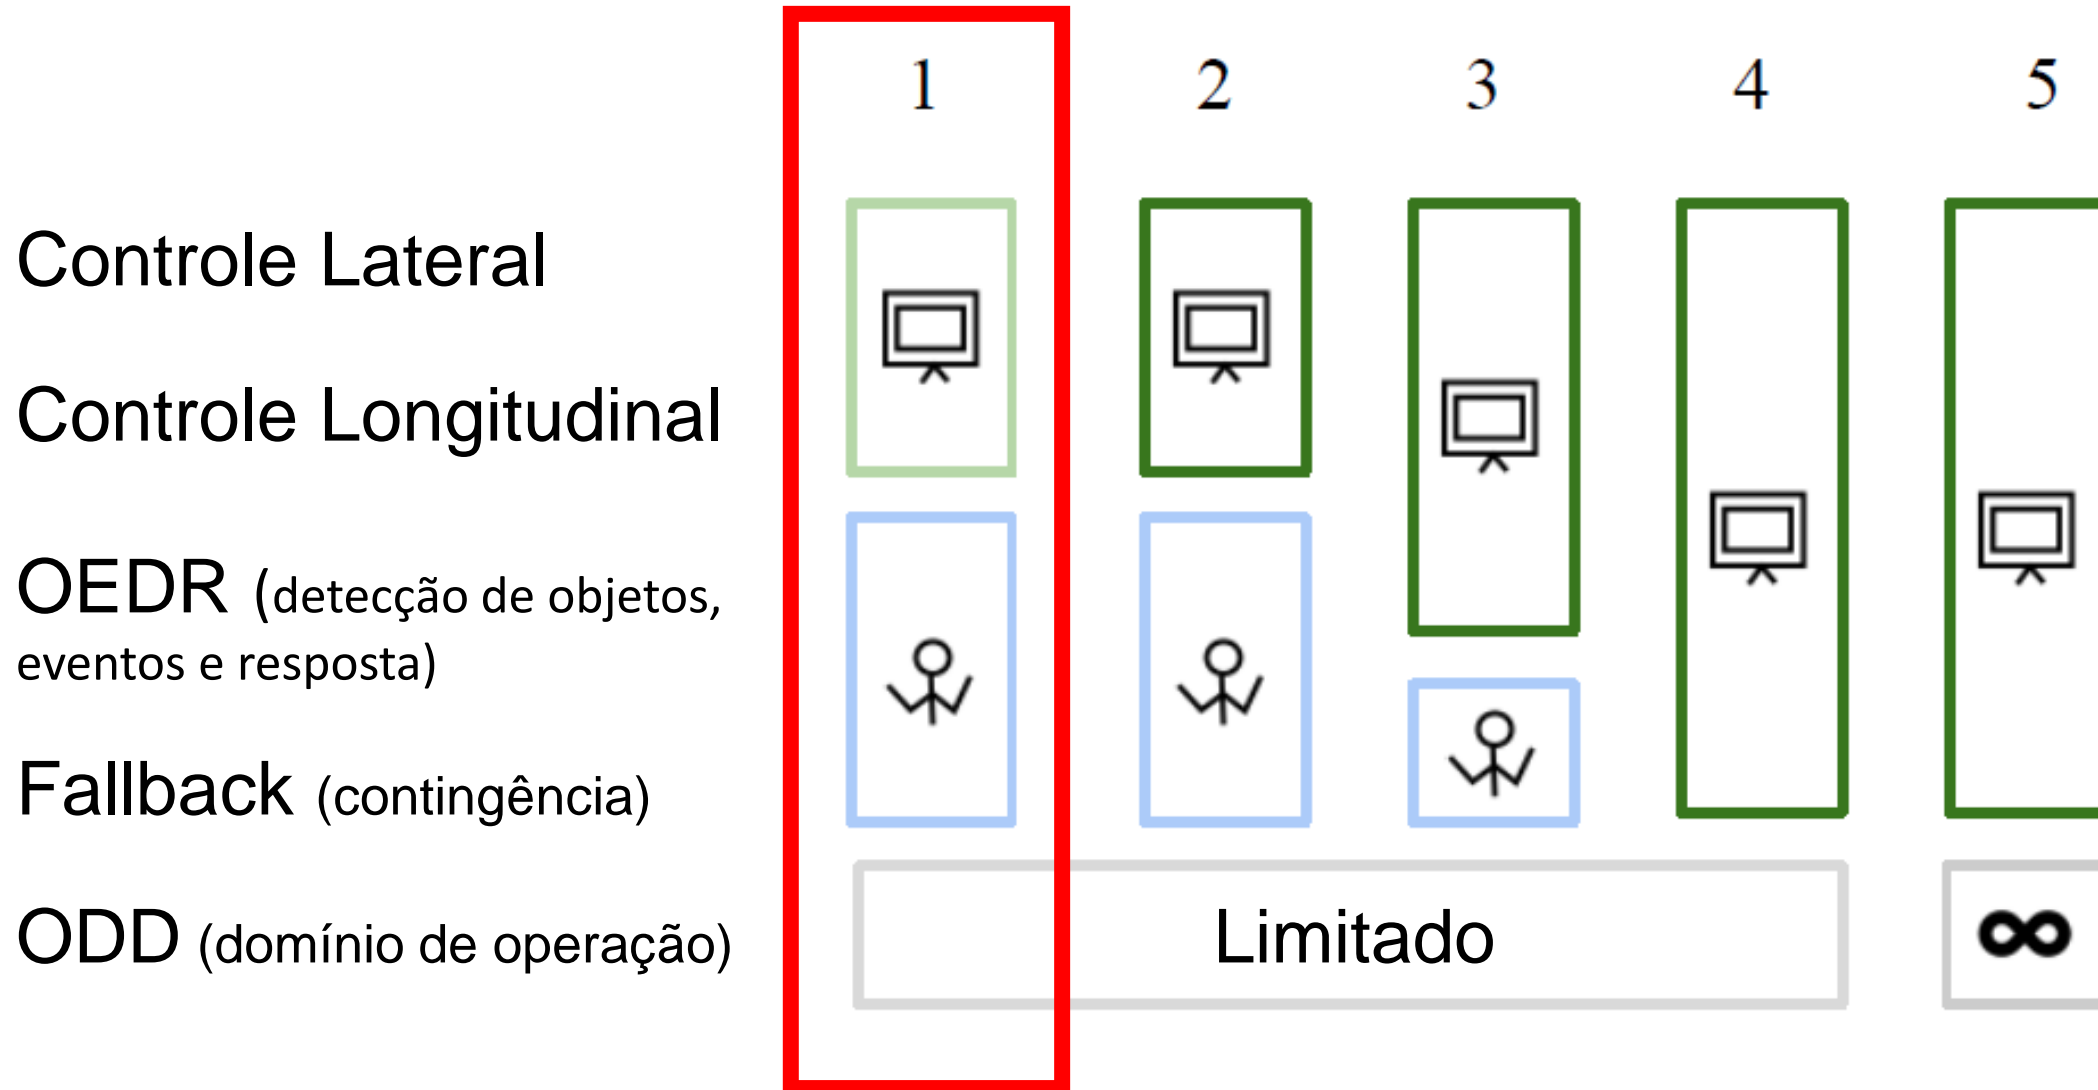 1 2 3 4 5
Controle Lateral
Controle Longitudinal
OEDR (detecção de objetos,
eventos e resposta)
Fallback (contingência)
ODD (domínio de operação)
Limitado
∞